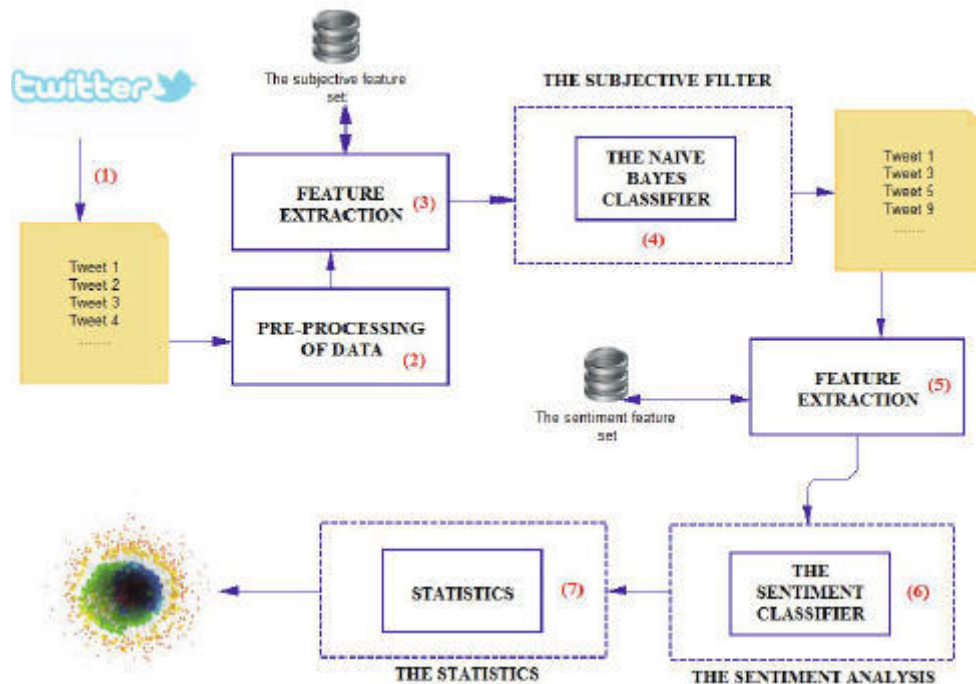 twitter
(1)
Tweet 1
Tweet 2
Tweet 3
Tweet 4
........
PRE-PROCESSING
OF DATA
(2)
The subjective feature
set
FEATURE
EXTRACTION
(3)
THE SUBJECTIVE FILTER
THE NAIVE
BAYES
CLASSIFIER
(4)
Tweet 1
Tweet 3
Tweet 5
Tweet 9
........
FEATURE
EXTRACTION
(5)
The sentiment feature
set
THE
SENTIMENT
CLASSIFIER
(6)
THE SENTIMENT ANALYSIS
STATISTICS
(7)
THE STATISTICS